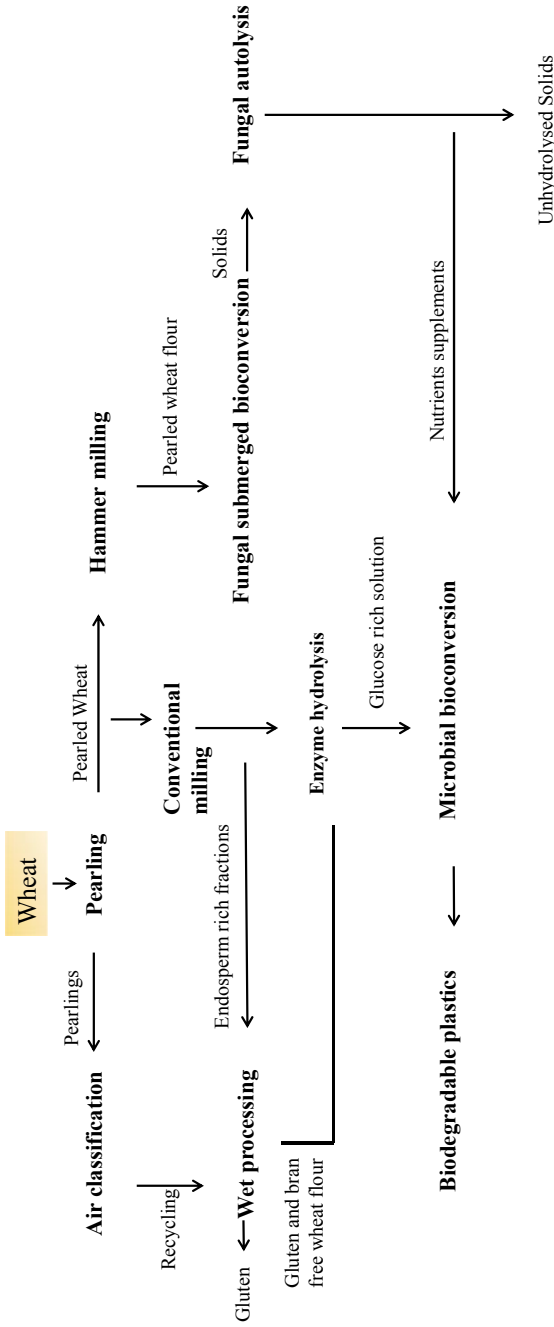 Wheat
Pearlings
Pearling
Pearled Wheat
Air classification
Hammer milling
Recycling
Conventional
milling
Pearled wheat flour
Endosperm rich fractions
Gluten
Wet processing
Fungal submerged bioconversion
Solids
Fungal autolysis
Gluten and bran
free wheat flour
Enzyme hydrolysis
Glucose rich solution
Nutrients supplements
Biodegradable plastics
Microbial bioconversion
Unhydrolysed Solids